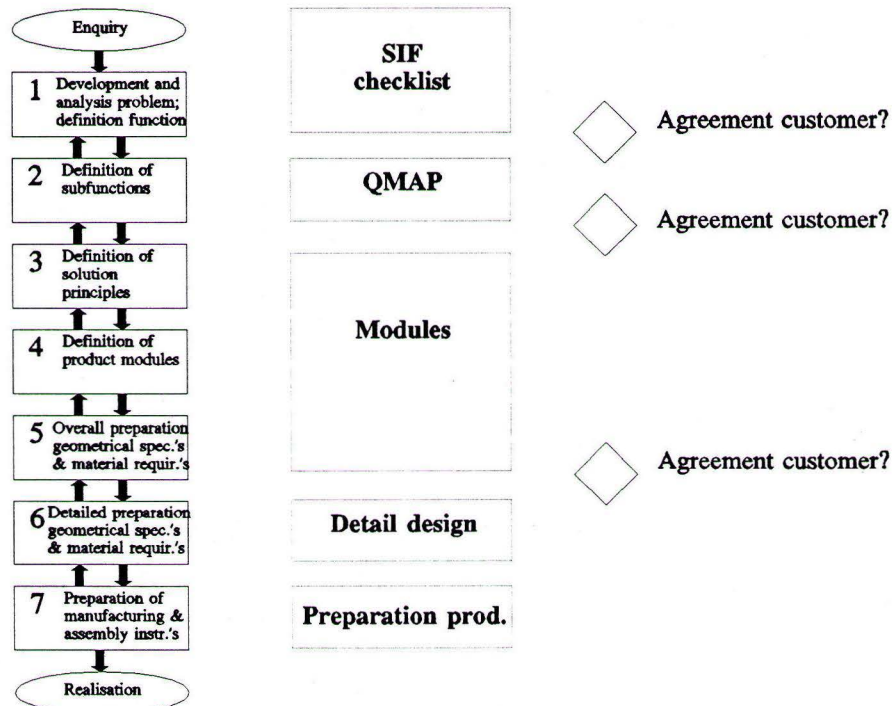 Enquiry
1 Development and
analysis problem;
definition function
2 Definition of
subfunctions
3 Definition of
solution
principles
4 Definition of
product modules
5 Overall preparation
geometrical spec.'s
& material requir.'s
6 Detailed preparation
geometrical spec.'s
& material requir.'s
7 Preparation of
manufacturing &
assembly instr.'s
Realisation
SIF
checklist
QMAP
Modules
Detail design
Preparation prod.
Agreement customer?
Agreement customer?
Agreement customer?